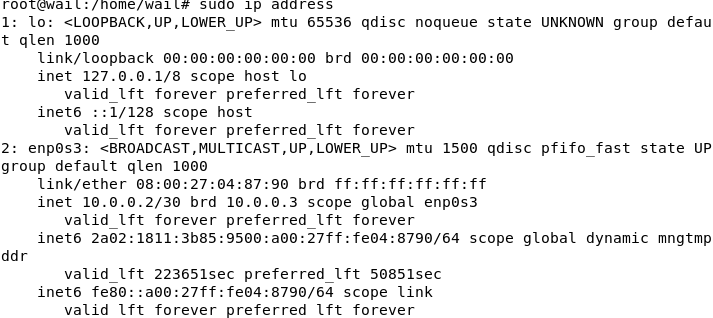 root@wail:/home/wail# sudo ip address
1: lo: <LOOPBACK,UP,LOWER_UP> mtu 65536 qdisc noqueue state UNKNOWN group defau
t qlen 1000
    link/loopback 00:00:00:00:00:00 brd 00:00:00:00:00:00
    inet 127.0.0.1/8 scope host lo
       valid_lft forever preferred_lft forever
    inet6 ::1/128 scope host
       valid_lft forever preferred_lft forever
2: enp0s3: <BROADCAST,MULTICAST,UP,LOWER_UP> mtu 1500 qdisc pfifo_fast state UP
group default qlen 1000
    link/ether 08:00:27:04:87:90 brd ff:ff:ff:ff:ff:ff
    inet 10.0.0.2/30 brd 10.0.0.3 scope global enp0s3
       valid_lft forever preferred_lft forever
    inet6 2a02:1811:3b85:9500:a00:27ff:fe04:8790/64 scope global dynamic mngtmp
ddr
       valid_lft 223651sec preferred_lft 50851sec
    inet6 fe80::a00:27ff:fe04:8790/64 scope link
       valid_lft forever preferred_lft forever